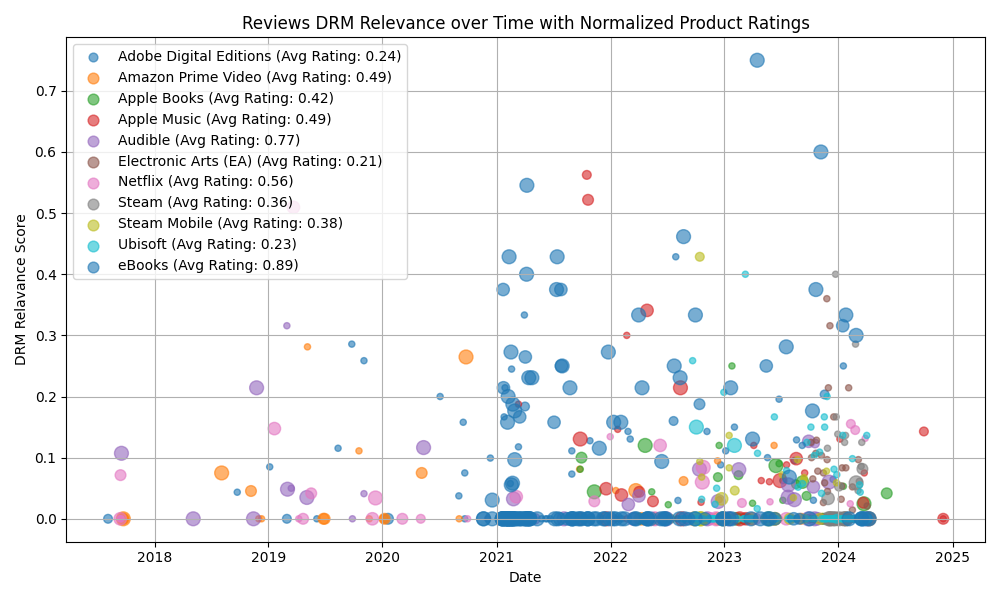 Reviews DRM Relevance over Time with Normalized Product Ratings
Adobe Digital Editions (Avg Rating: 0.24)
Amazon Prime Video (Avg Rating: 0.49)
Apple Books (Avg Rating: 0.42)
Apple Music (Avg Rating: 0.49)
Audible (Avg Rating: 0.77)
Electronic Arts (EA) (Avg Rating: 0.21)
Netflix (Avg Rating: 0.56)
Steam (Avg Rating: 0.36)
Steam Mobile (Avg Rating: 0.38)
Ubisoft (Avg Rating: 0.23)
eBooks (Avg Rating: 0.89)
DRM Relavance Score
0.7
0.6
0.5
0.4
0.3
0.2
0.1
0.0
2018 2019 2020 2021 2022 2023 2024 2025
Date